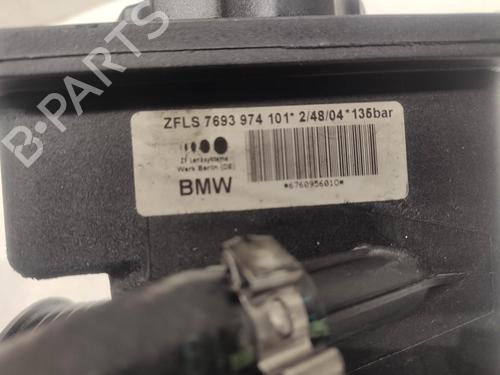 ZFLS 7693 974 101* 2/48/04*135bar
ZF Lenksysteme
Werk Berlin (DE)
BMW
*6760956010*
B-Parts